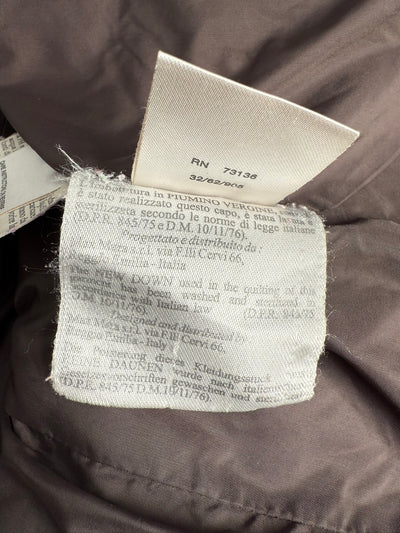 RN 73136
32/62/906
L'imbottitura in PIUMINO VERGINE, con
è stato realizzato questo capo, è stata lavata e
sterilizzata secondo le norme di legge italiane
(D.P.R. 845/75 e D.M. 10/11/76).
Progettato e distribuito da :
Max Mara s.r.l. via F.lli Cervi 66,
Emilia - Italia
The NEW DOWN used in the quilting of this
garment has been washed and sterilized in
accordance with Italian law (D.P.R. 845/75
D.M. 10/11/76).
Designed and distributed by
Max Mara s.r.l. via F.lli Cervi 66,
Reggio Emilia - Italy
Die Polsterung dieses Kleidungsstück
REINE DAUNEN wurde nach italienischen
Gesetzesvorschriften gewaschen und
(D.P.R. 845/75 D.M. 10/11/76).